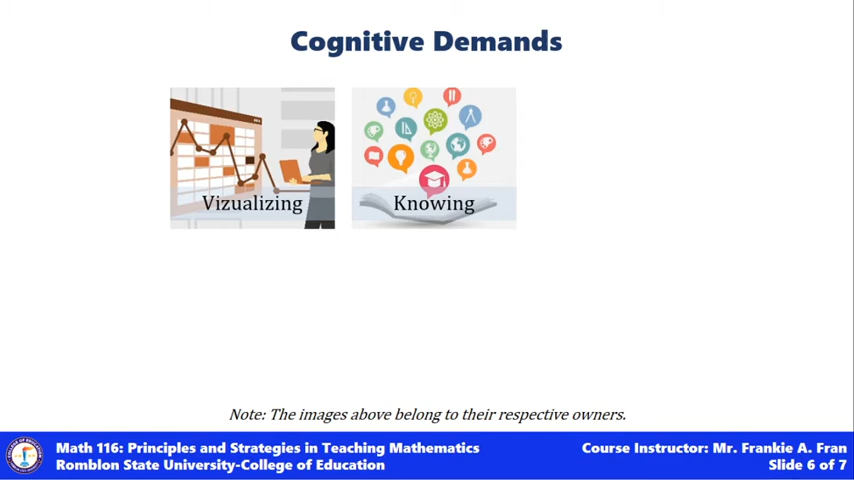 Cognitive Demands
Vizualizing
Knowing
Note: The images above belong to their respective owners.
Math 116: Principles and Strategies in Teaching Mathematics
Romblon State University-College of Education
Course Instructor: Mr. Frankie A. Fran
Slide 6 of 7